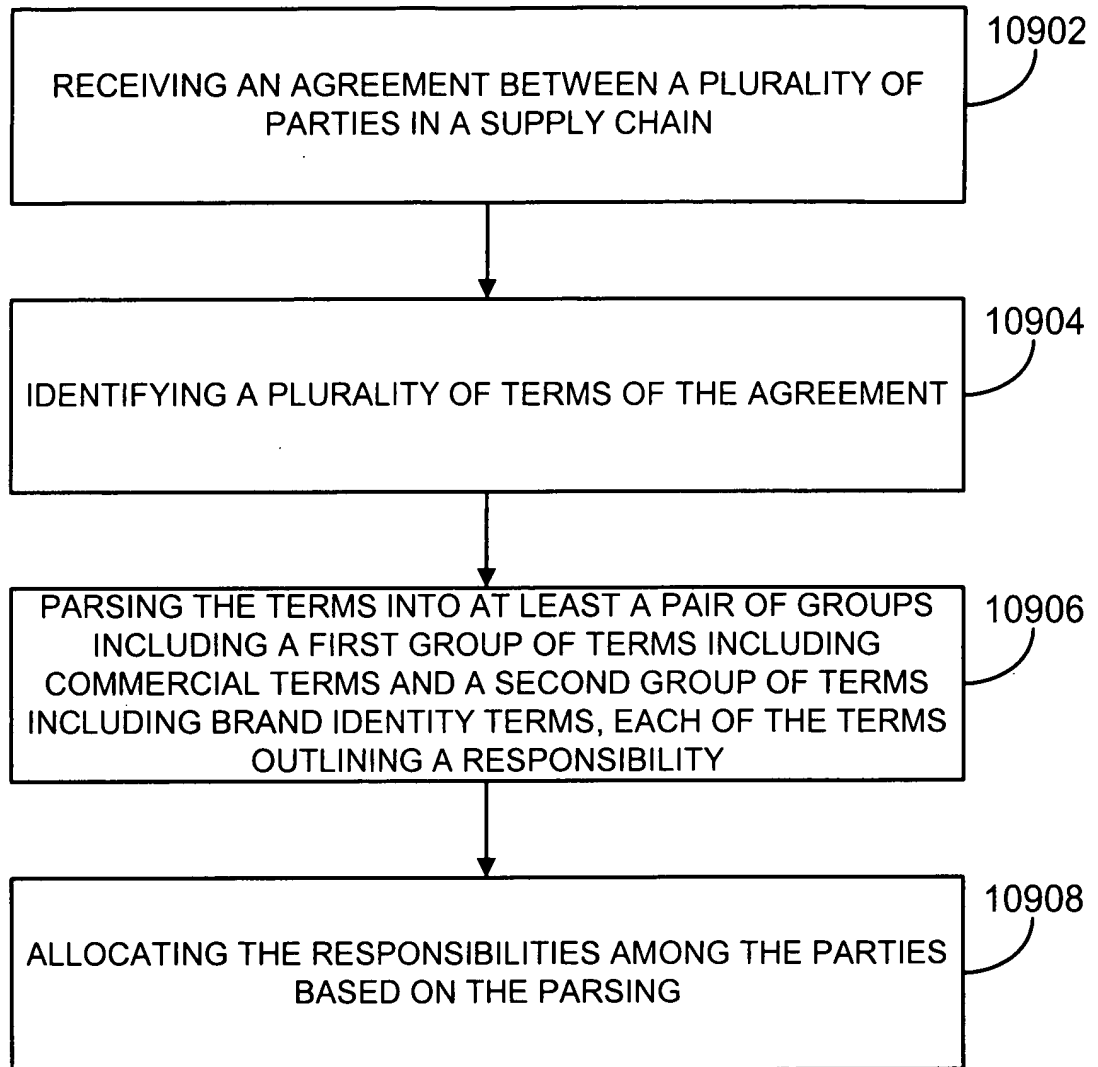 10902
RECEIVING AN AGREEMENT BETWEEN A PLURALITY OF
PARTIES IN A SUPPLY CHAIN
10904
IDENTIFYING A PLURALITY OF TERMS OF THE AGREEMENT
10906
PARSING THE TERMS INTO AT LEAST A PAIR OF GROUPS
INCLUDING A FIRST GROUP OF TERMS INCLUDING
COMMERCIAL TERMS AND A SECOND GROUP OF TERMS
INCLUDING BRAND IDENTITY TERMS, EACH OF THE TERMS
OUTLINING A RESPONSIBILITY
10908
ALLOCATING THE RESPONSIBILITIES AMONG THE PARTIES
BASED ON THE PARSING